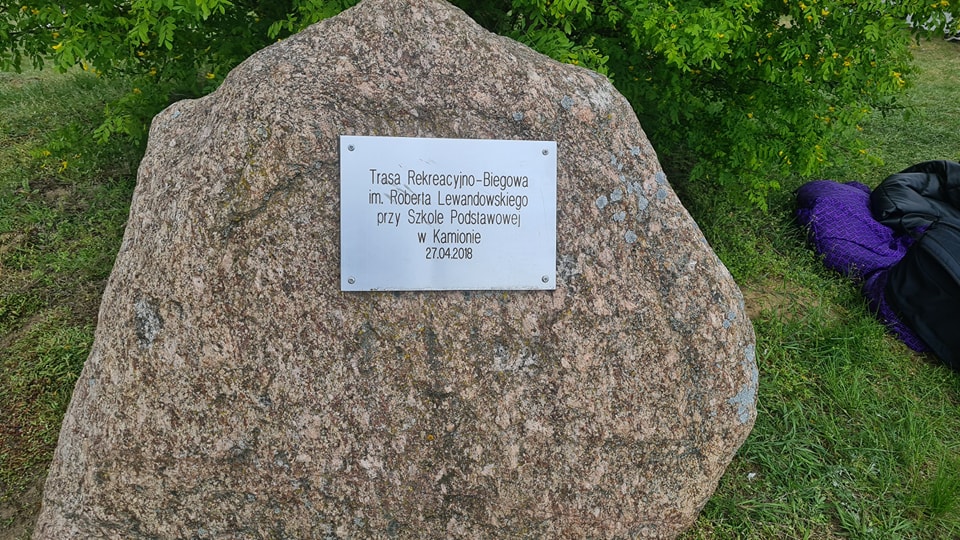 Trasa Rekreacyjno-Biegowa
im. Roberta Lewandowskiego
przy Szkole Podstawowej
w Kamionie
27.04.2018